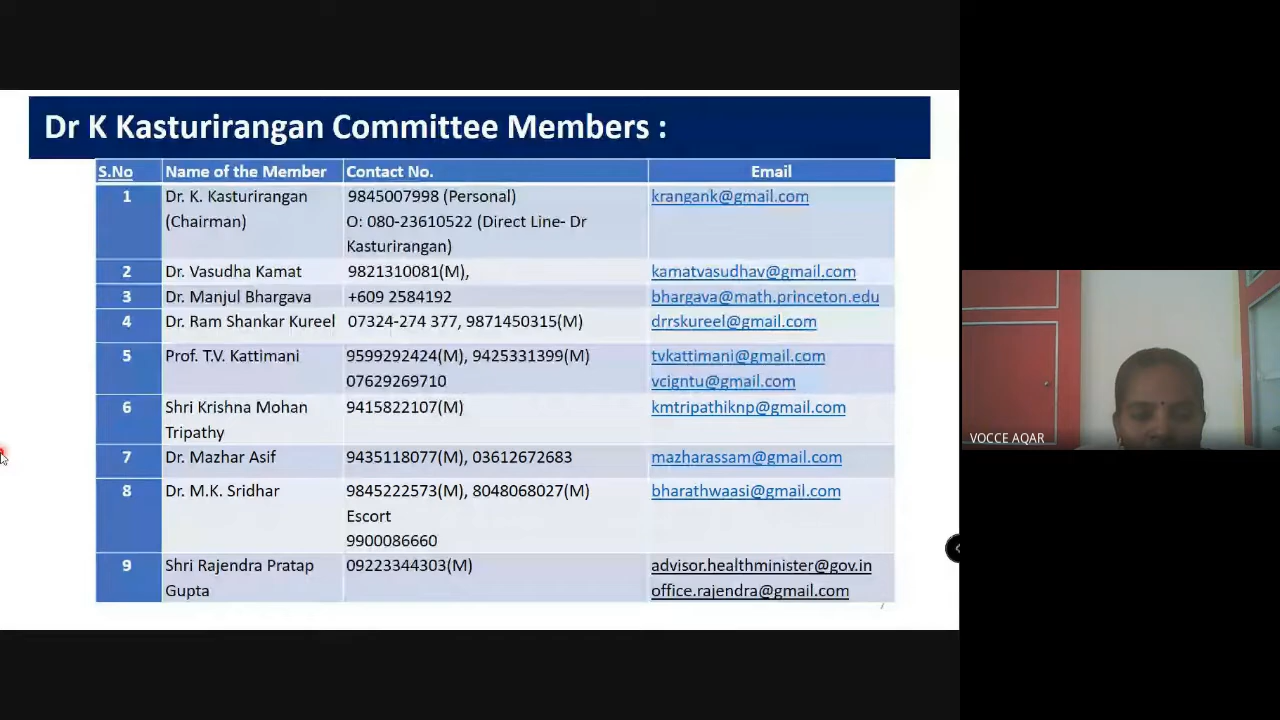 Dr K Kasturirangan Committee Members :
S.No Name of the Member Contact No. Email
1 Dr. K. Kasturirangan 9845007998 (Personal) krangank@gmail.com
(Chairman) O: 080-23610522 (Direct Line- Dr
Kasturirangan)
2 Dr. Vasudha Kamat 9821310081(M), kamatvasudhav@gmail.com
3 Dr. Manjul Bhargava +609 2584192 bhargava@math.princeton.edu
4 Dr. Ram Shankar Kureel 07324-274 377, 9871450315(M) drrskureel@gmail.com
5 Prof. T.V. Kattimani 9599292424(M), 9425331399(M) tvkattimani@gmail.com
07629269710 vcigntu@gmail.com
6 Shri Krishna Mohan 9415822107(M) kmtripathiknp@gmail.com
Tripathy
7 Dr. Mazhar Asif 9435118077(M), 03612672683 mazharassam@gmail.com
8 Dr. M.K. Sridhar 9845222573(M), 8048068027(M) bharathwaasi@gmail.com
Escort
9900086660
9 Shri Rajendra Pratap 09223344303(M) advisor.healthminister@gov.in
Gupta office.rajendra@gmail.com
7
VOCCE AQAR